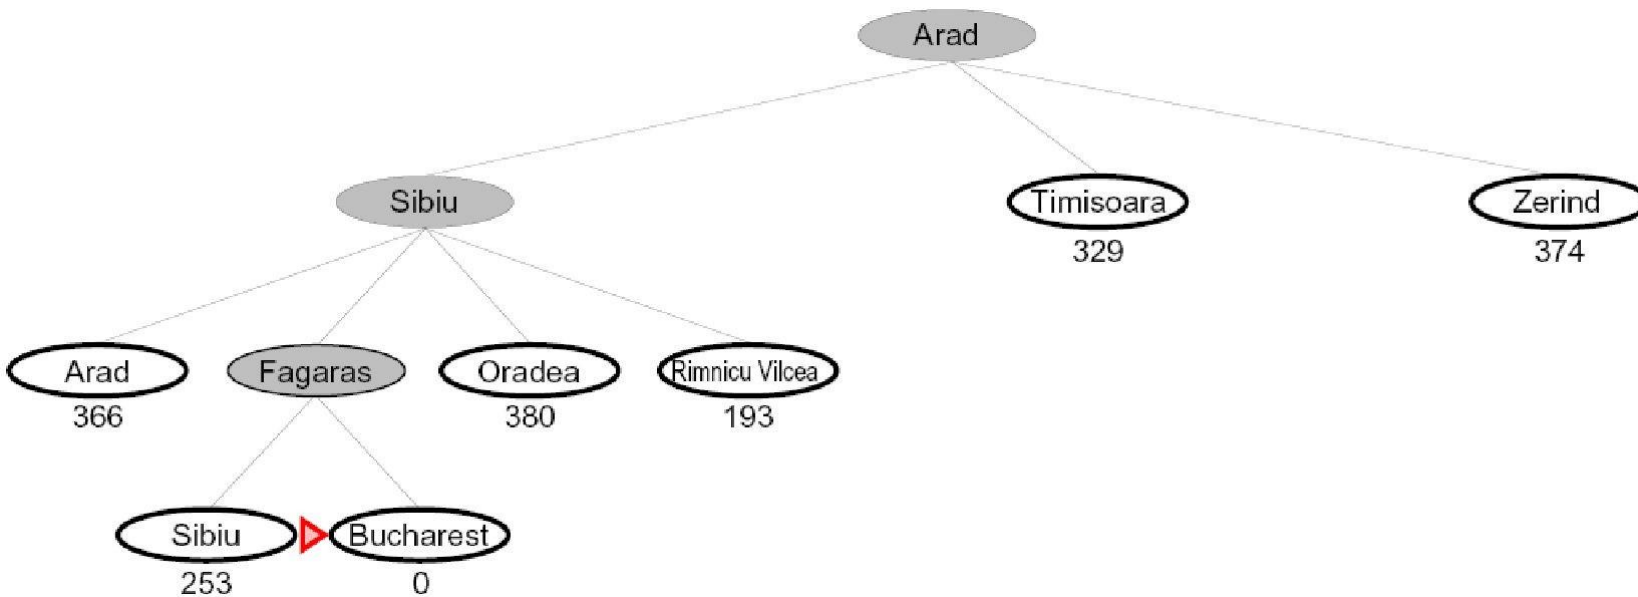 Arad
Sibiu
Timisoara
Zerind
329
374
Arad
Fagaras
Oradea
Rimnicu Vilcea
366
380
193
Sibiu
Bucharest
253
0